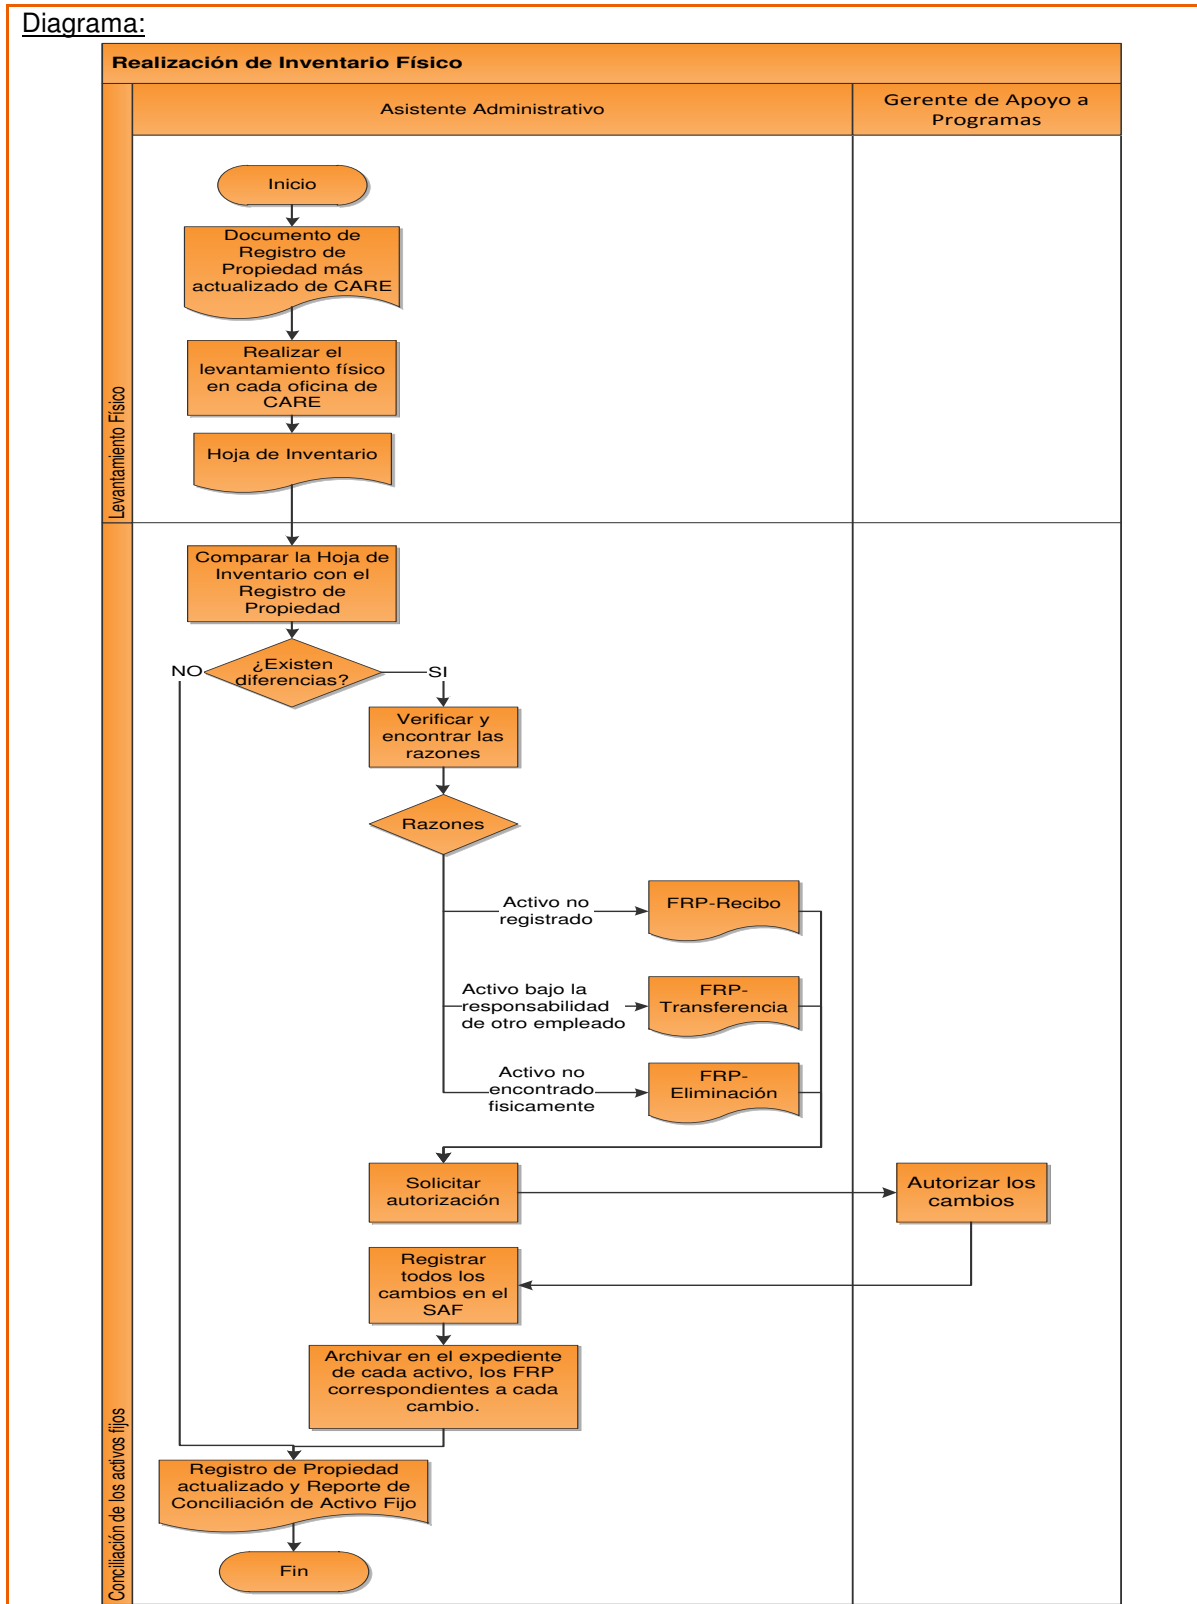 Diagrama:
Realización de Inventario Físico
Asistente Administrativo
Gerente de Apoyo a
Programas
Levantamiento Físico
Inicio
Documento de
Registro de
Propiedad más
actualizado de CARE
Realizar el
levantamiento físico
en cada oficina de
CARE
Hoja de Inventario
Conciliación de los activos fijos
Comparar la Hoja de
Inventario con el
Registro de
Propiedad
¿Existen
diferencias?
NO
SI
Verificar y
encontrar las
razones
Razones
Activo no
registrado
FRP-Recibo
Activo bajo la
responsabilidad
de otro empleado
FRP-
Transferencia
Activo no
encontrado
fisicamente
FRP-
Eliminación
Solicitar
autorización
Autorizar los
cambios
Registrar
todos los
cambios en el
SAF
Archivar en el expediente
de cada activo, los FRP
correspondientes a cada
cambio.
Registro de Propiedad
actualizado y Reporte de
Conciliación de Activo Fijo
Fin